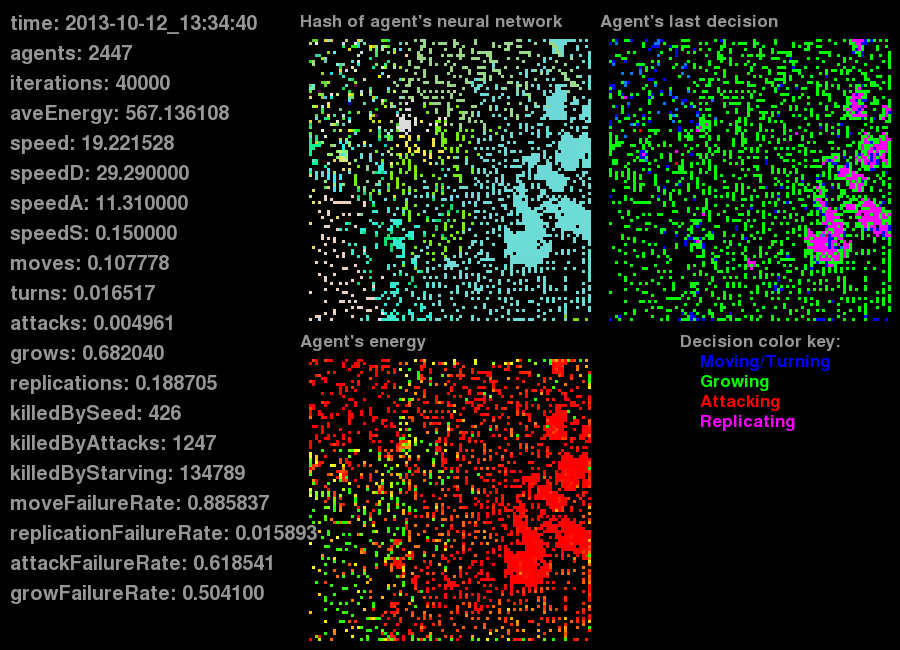 time: 2013-10-12_13:34:40
agents: 2447
iterations: 40000
aveEnergy: 567.136108
speed: 19.221528
speedD: 29.290000
speedA: 11.310000
speedS: 0.150000
moves: 0.107778
turns: 0.016517
attacks: 0.004961
grows: 0.682040
replications: 0.188705
killedBySeed: 426
killedByAttacks: 1247
killedByStarving: 134789
moveFailureRate: 0.885837
replicationFailureRate: 0.015893
attackFailureRate: 0.618541
growFailureRate: 0.504100
Hash of agent's neural network
Agent's last decision
Agent's energy
Decision color key:
Moving/Turning
Growing
Attacking
Replicating